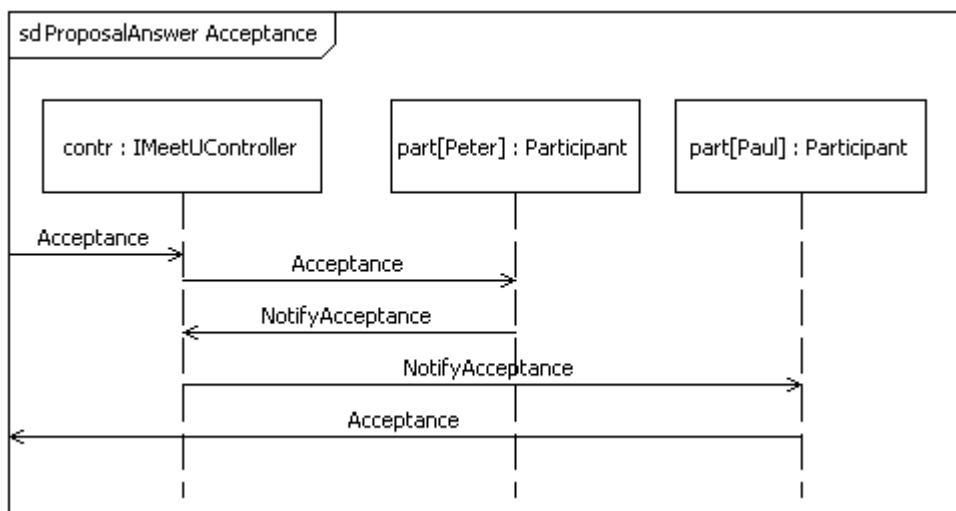 sd ProposalAnswer Acceptance
contr : IMeetUController
part[Peter] : Participant
part[Paul] : Participant
Acceptance
Acceptance
NotifyAcceptance
NotifyAcceptance
Acceptance